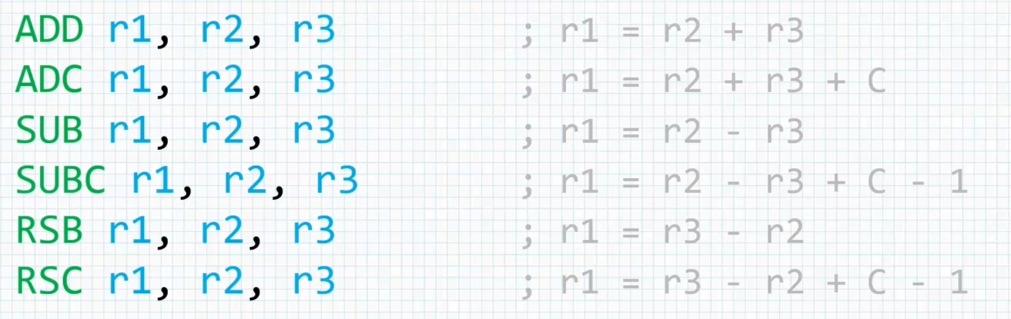 ADD r1, r2, r3 ; r1 = r2 + r3
ADC r1, r2, r3 ; r1 = r2 + r3 + C
SUB r1, r2, r3 ; r1 = r2 - r3
SUBC r1, r2, r3 ; r1 = r2 - r3 + C - 1
RSB r1, r2, r3 ; r1 = r3 - r2
RSC r1, r2, r3 ; r1 = r3 - r2 + C - 1